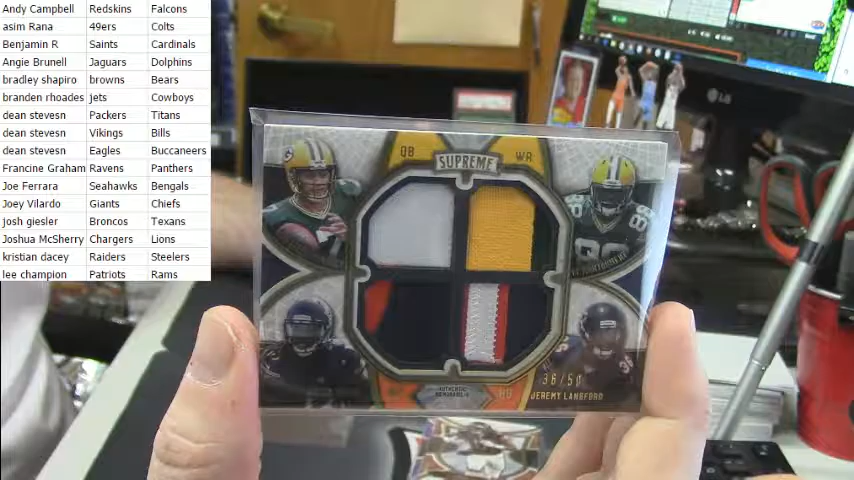 Andy Campbell Redskins Falcons
asim Rana 49ers Colts
Benjamin R Saints Cardinals
Angie Brunell Jaguars Dolphins
bradley shapiro browns Bears
branden rhoades jets Cowboys
dean stevesn Packers Titans
dean stevesn Vikings Bills
dean stevesn Eagles Buccaneers
Francine Graham Ravens Panthers
Joe Ferrara Seahawks Bengals
Joey Vilardo Giants Chiefs
josh giesler Broncos Texans
Joshua McSherry Chargers Lions
kristian dacey Raiders Steelers
lee champion Patriots Rams
LG
QB SUPREME WR
AUTHENTIC
MEMORABILIA
36/50
JEREMY LANGFORD